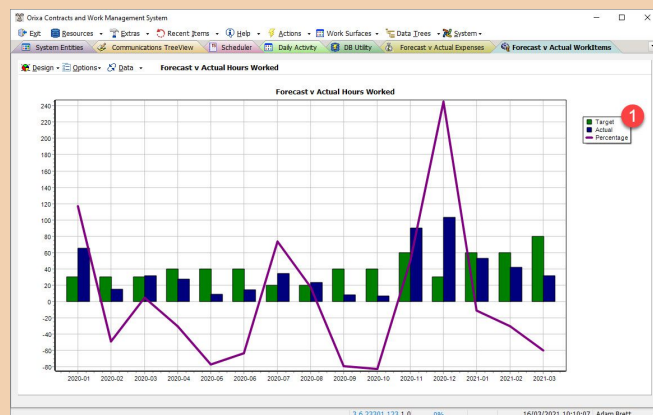 Orixa Contracts and Work Management System
Exit Resources Extras Recent Items Help Actions Work Surfaces Data Trees System
System Entities Communications TreeView Scheduler Daily Activity DB Utility Forecast v Actual Expenses Forecast v Actual WorkItems
Design Options Data Forecast v Actual Hours Worked
Forecast v Actual Hours Worked
1
Target
Actual
Percentage
240
220
200
180
160
140
120
100
80
60
40
20
0
-20
-40
-60
-80
2020-01 2020-02 2020-03 2020-04 2020-05 2020-06 2020-07 2020-08 2020-09 2020-10 2020-11 2020-12 2021-01 2021-02 2021-03
0% 16/03/2021 10:10:07 Adam Brett